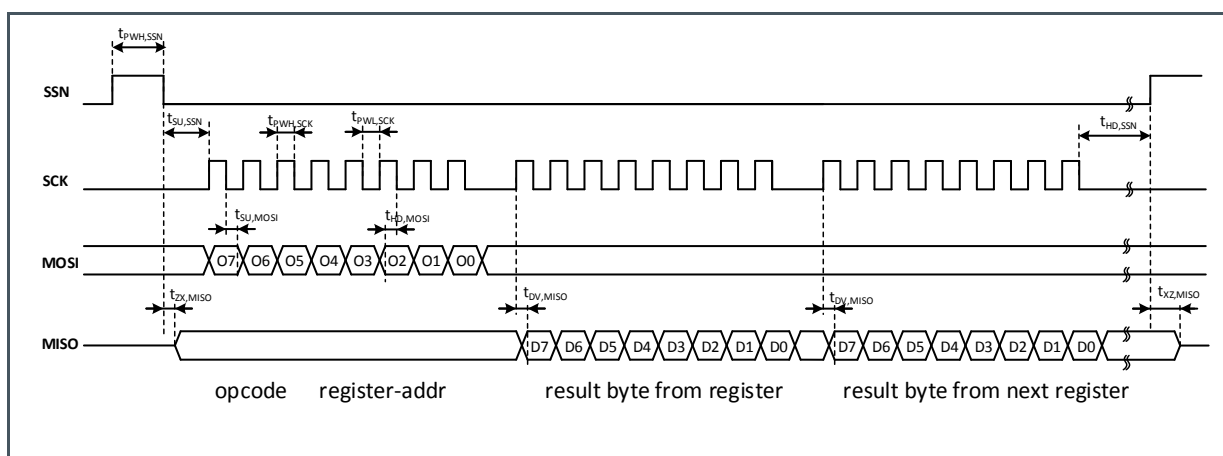 tPWH,SSN
SSN
tSU,SSN tPWH,SCK tPWL,SCK tHD,SSN
SCK
tSU,MOSI tHD,MOSI
MOSI O7 O6 O5 O4 O3 O2 O1 O0
tZX,MISO tDV,MISO tDV,MISO tXZ,MISO
MISO D7 D6 D5 D4 D3 D2 D1 D0 D7 D6 D5 D4 D3 D2 D1 D0
opcode register-addr result byte from register result byte from next register